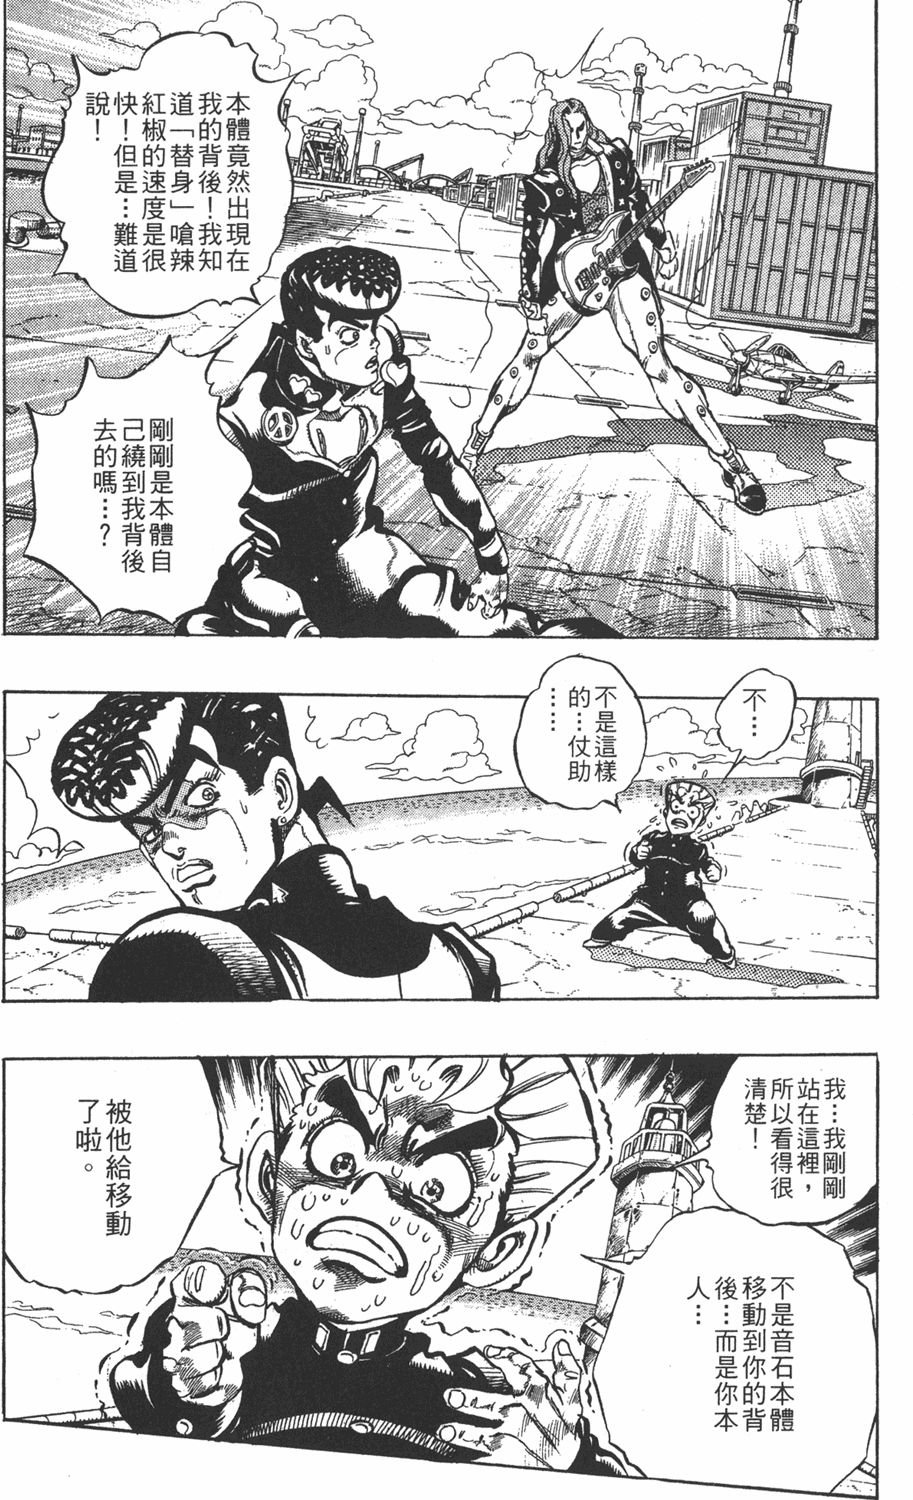 本體竟然出現在
我的背後！我知
道「替身」嗆辣
紅椒的速度是很
快！但是…難道
說！
剛剛是本體自
己繞到我背後
去的嗎…？
不…
不是這樣
的…仗助
……
我…我剛剛
站在這裡，
所以看得很
清楚！
不是音石本體
移動到你的背
後…而是你本
人…
被他給移動
了啦。